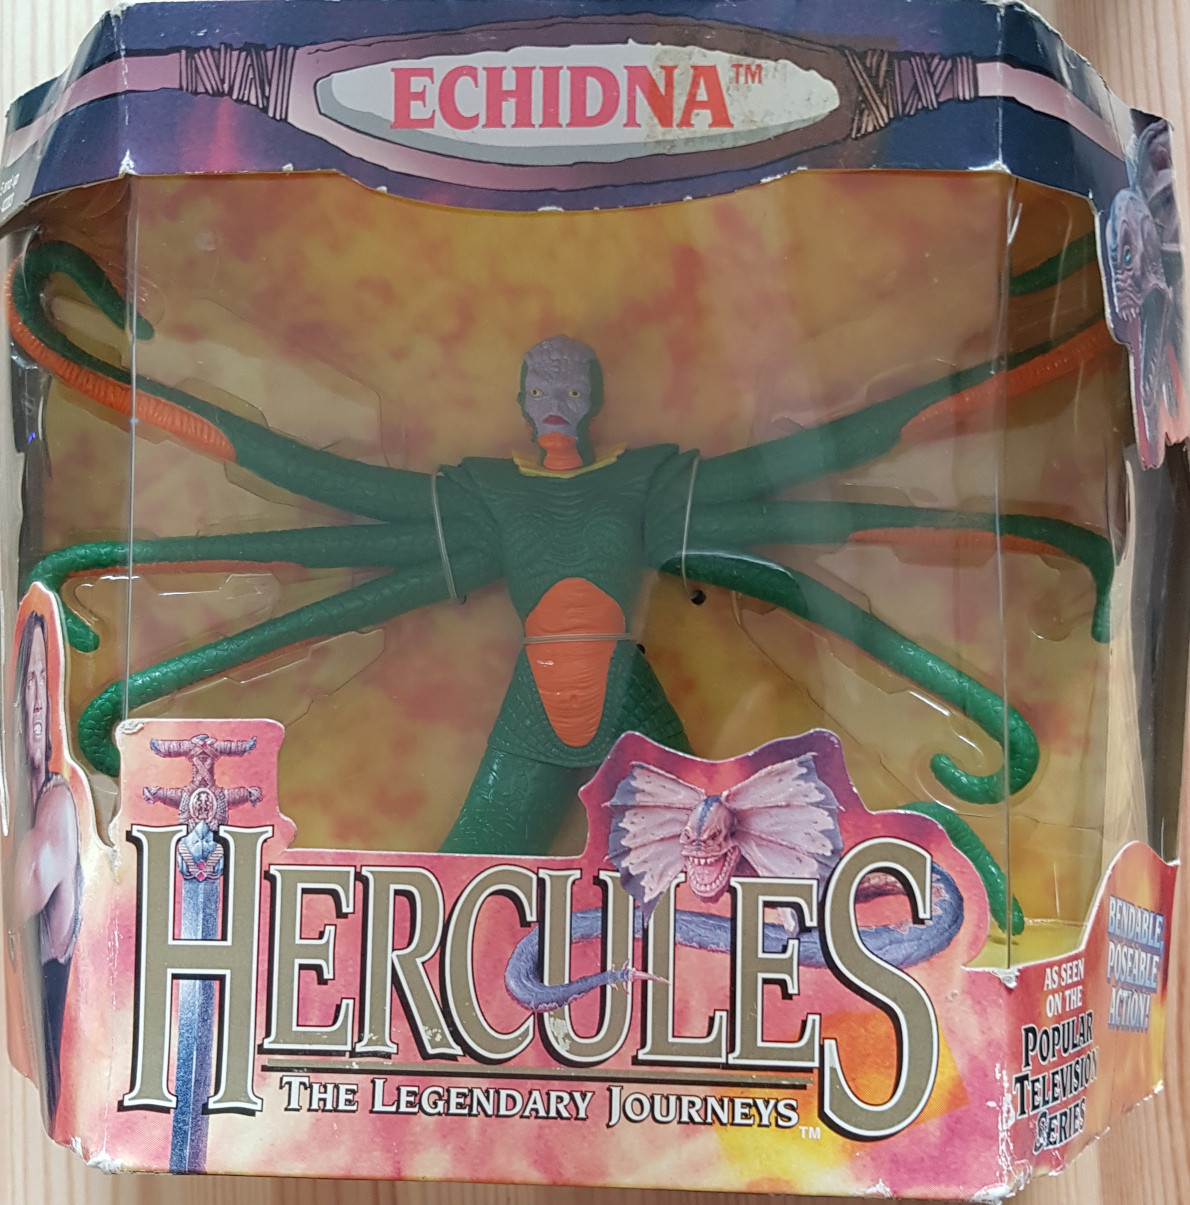 ECHIDNA™
HERCULES
THE LEGENDARY JOURNEYS™
AS SEEN
ON THE
POPULAR
TELEVISION
SERIES
BENDABLE,
POSEABLE
ACTION!